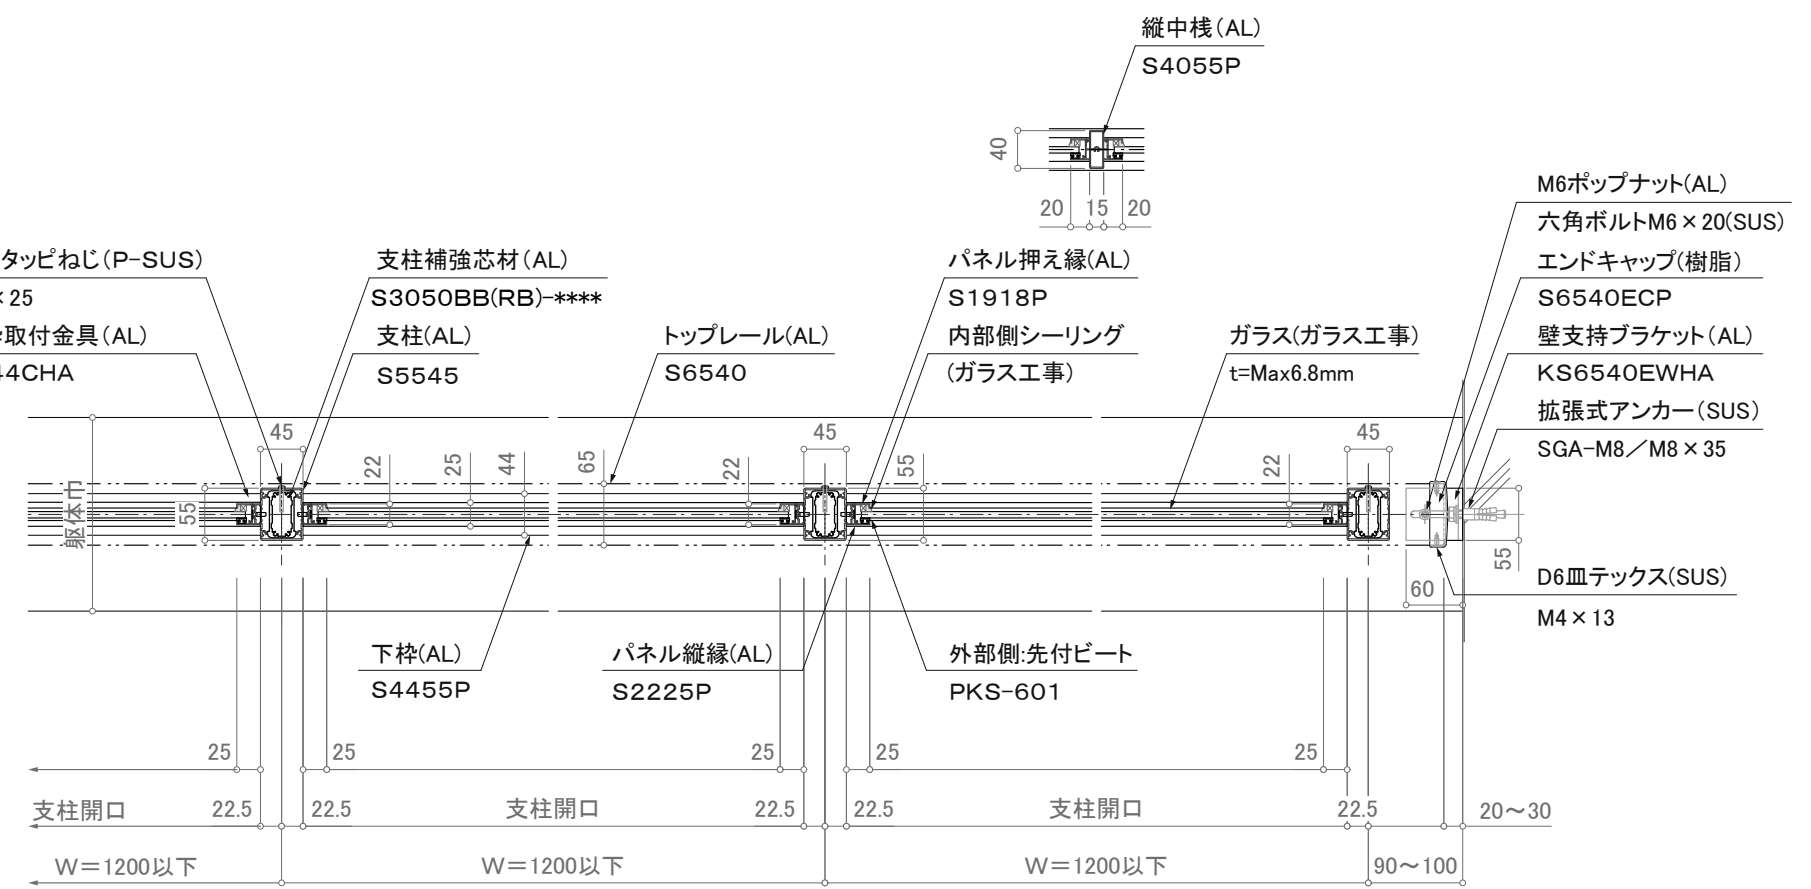 縦中桟(AL)
S4055P
40
20 15 20
M6ポップナット(AL)
六角ボルトM6×20(SUS)
タッピねじ(P-SUS)
×25
支柱補強芯材(AL)
S3050BB(RB)-****
パネル押え縁(AL)
S1918P
エンドキャップ(樹脂)
S6540ECP
取付金具(AL)
44CHA
支柱(AL)
S5545
トップレール(AL)
S6540
内部側シーリング
(ガラス工事)
ガラス(ガラス工事)
t=Max6.8mm
壁支持ブラケット(AL)
KS6540EWHA
拡張式アンカー(SUS)
SGA-M8/M8×35
45 45 45
22 25 44 65 22 55 22
躯体巾
55
55
60
D6皿テックス(SUS)
M4×13
下枠(AL)
S4455P
パネル縦縁(AL)
S2225P
外部側:先付ビート
PKS-601
25 25 25 25 25
支柱開口 22.5 22.5 支柱開口 22.5 22.5 支柱開口 22.5 20~30
W=1200以下 W=1200以下 W=1200以下 90~100